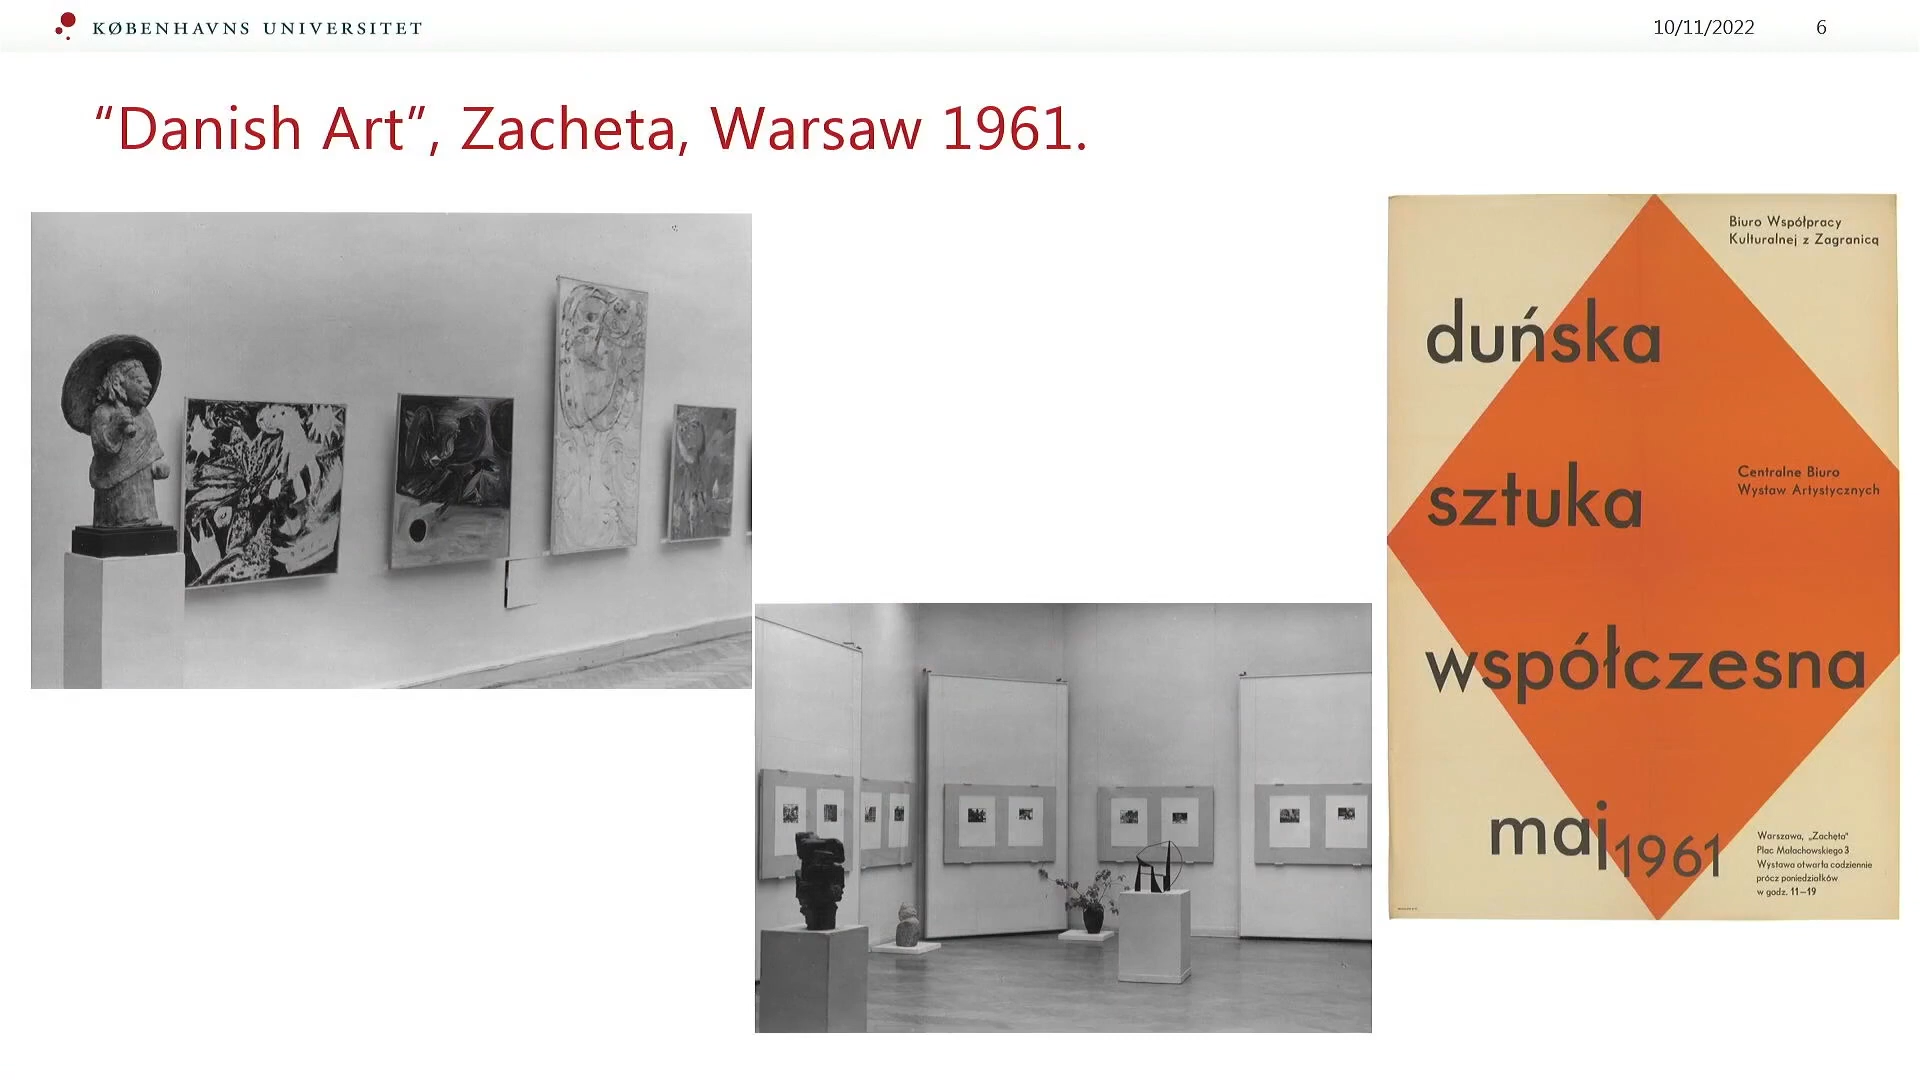 KØBENHAVNS UNIVERSITET
10/11/2022
6
“Danish Art”, Zacheta, Warsaw 1961.
Biuro Współpracy
Kulturalnej z Zagranicą
duńska
sztuka
Centralne Biuro
Wystaw Artystycznych
współczesna
maj 1961
Warszawa, „Zachęta"
Plac Małachowskiego 3
Wystawa otwarta codziennie
prócz poniedziałków
w godz. 11—19